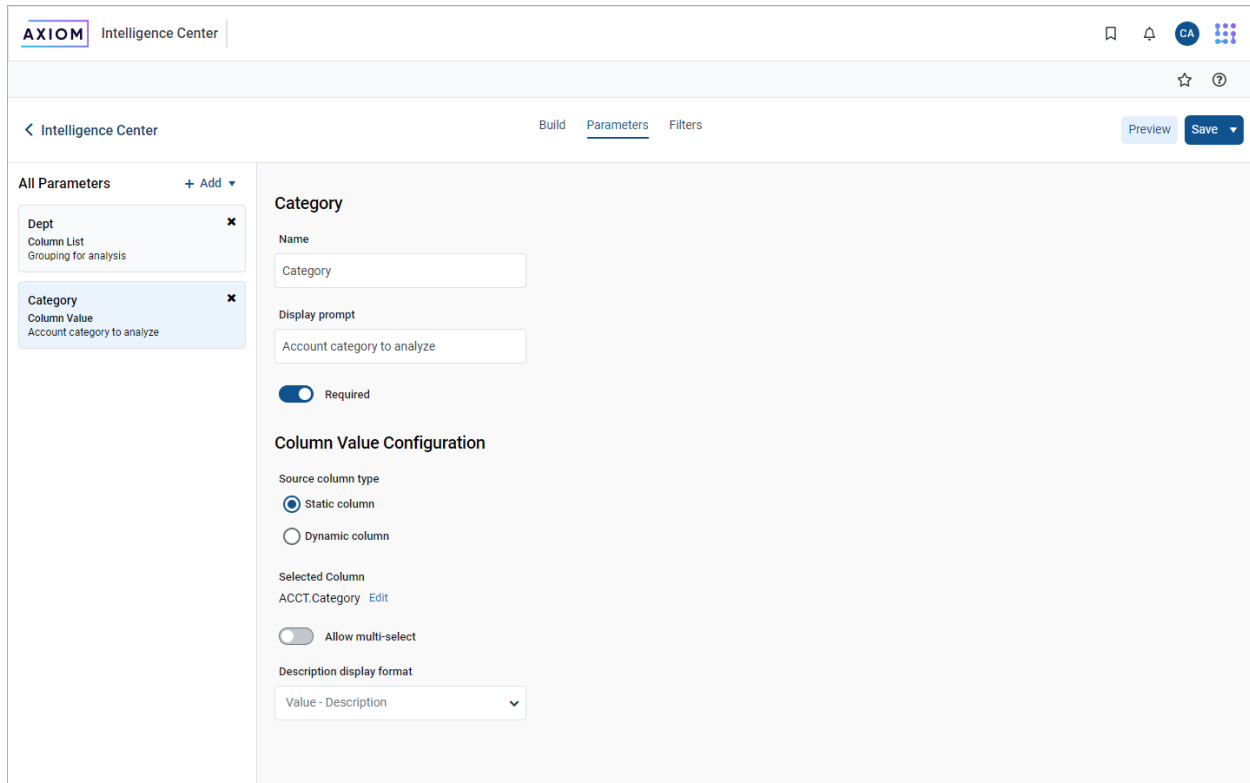 AXIOM Intelligence Center
CA
Intelligence Center
Build Parameters Filters
Preview Save
All Parameters + Add
Dept
Column List
Grouping for analysis
Category
Column Value
Account category to analyze
Category
Name
Category
Display prompt
Account category to analyze
Required
Column Value Configuration
Source column type
Static column
Dynamic column
Selected Column
ACCT.Category Edit
Allow multi-select
Description display format
Value - Description